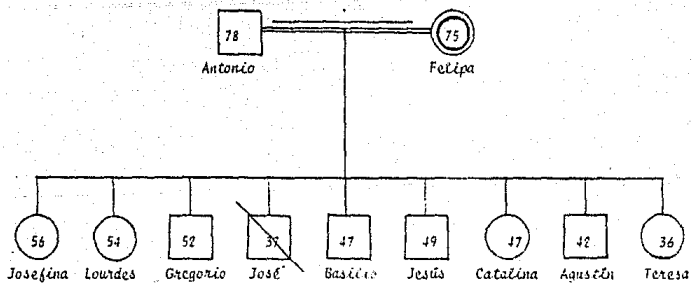 78 75
Antonio Felipa
56 54 52 37 47 49 47 42 36
Josefina Lourdes Gregorio José Basilio Jesús Catalina Agustín Teresa